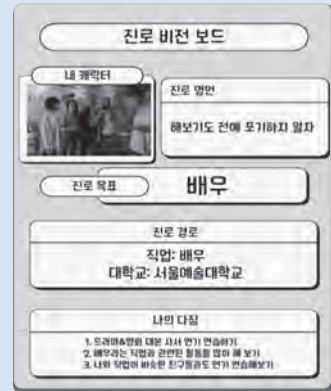 진로 비전 보드
내 캐릭터
진로 명언
해보기도 전에 포기하지 말자
진로 목표
배우
진로 경로
직업: 배우
대학교: 서울예술대학교
나의 다짐
1. 드라마&영화 대본 사서 연기 연습하기
2. 배우라는 직업과 관련된 활동을 많이 해 보기
3. 나와 직업이 비슷한 친구들과도 연기 연습해보기